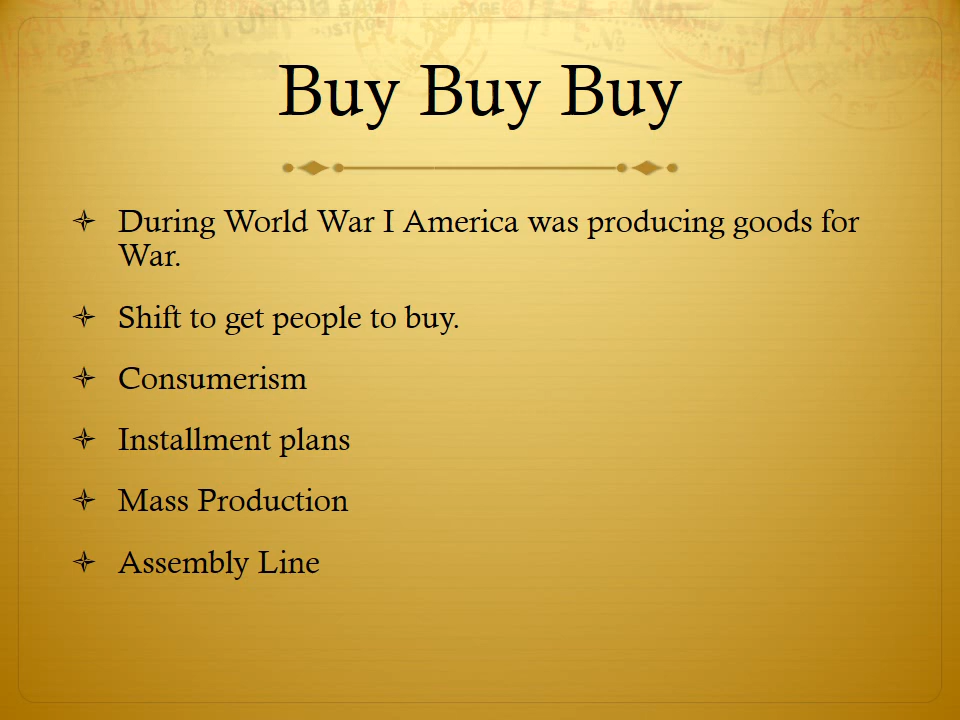 Buy Buy Buy
During World War I America was producing goods for
War.
Shift to get people to buy.
Consumerism
Installment plans
Mass Production
Assembly Line